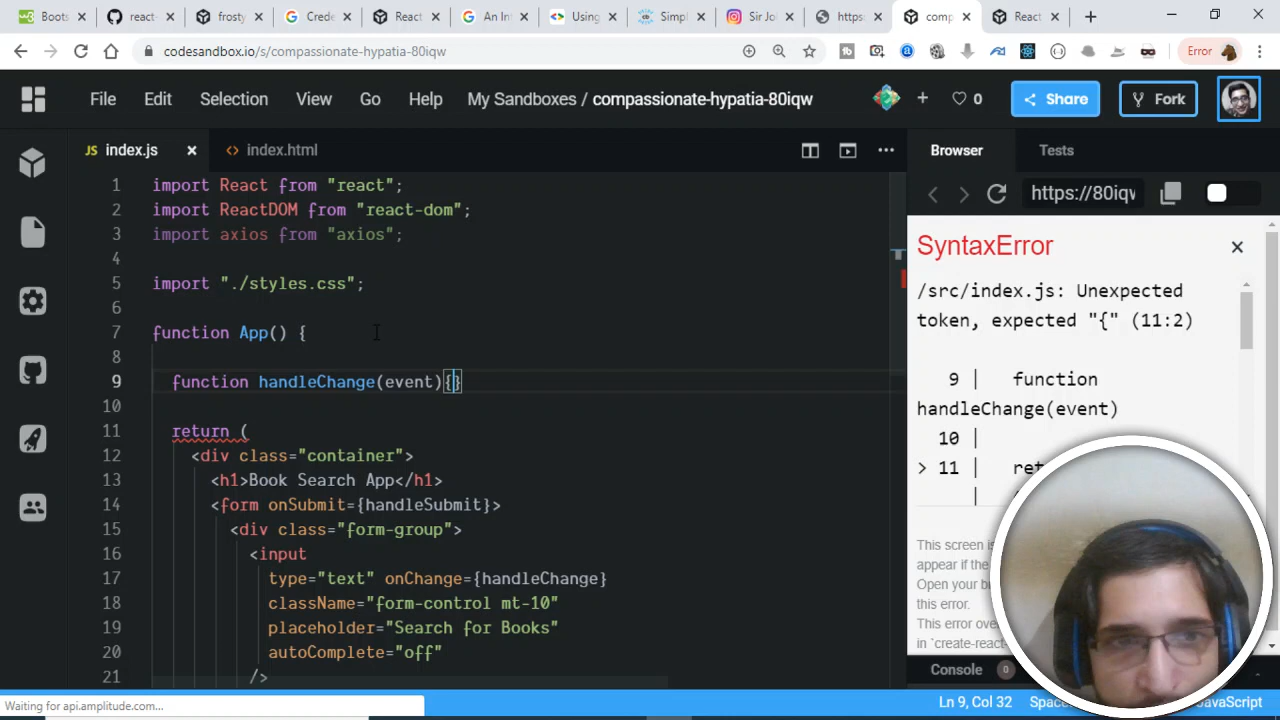 Boots
react-
frosty
Crede
React
An Int
Using
Simpl
Sir Jo
https:
comp
React
codesandbox.io/s/compassionate-hypatia-80iqw
Error
File Edit Selection View Go Help
My Sandboxes / compassionate-hypatia-80iqw
0
Share
Fork
JS index.js
<> index.html
Browser
Tests
https://80iqw
1 import React from "react";
2 import ReactDOM from "react-dom";
3 import axios from "axios";
4
5 import "./styles.css";
6
7 function App() {
8
9 function handleChange(event){}
10
11 return (
12 <div class="container">
13 <h1>Book Search App</h1>
14 <form onSubmit={handleSubmit}>
15 <div class="form-group">
16 <input
17 type="text" onChange={handleChange}
18 className="form-control mt-10"
19 placeholder="Search for Books"
20 autoComplete="off"
21 />
SyntaxError
/src/index.js: Unexpected
token, expected "{" (11:2)
9 | function
handleChange(event)
10 |
> 11 | ret
|
This screen is
appear if the
Open your b
this error.
This error ove
in `create-reac
Console 0
Waiting for api.amplitude.com...
Ln 9, Col 32
Spac
JavaScript